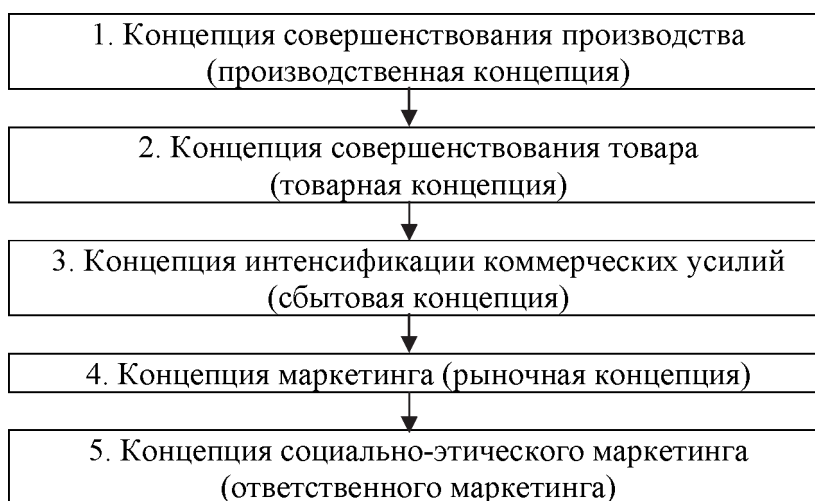 1. Концепция совершенствования производства
(производственная концепция)
2. Концепция совершенствования товара
(товарная концепция)
3. Концепция интенсификации коммерческих усилий
(сбытовая концепция)
4. Концепция маркетинга (рыночная концепция)
5. Концепция социально-этического маркетинга
(ответственного маркетинга)